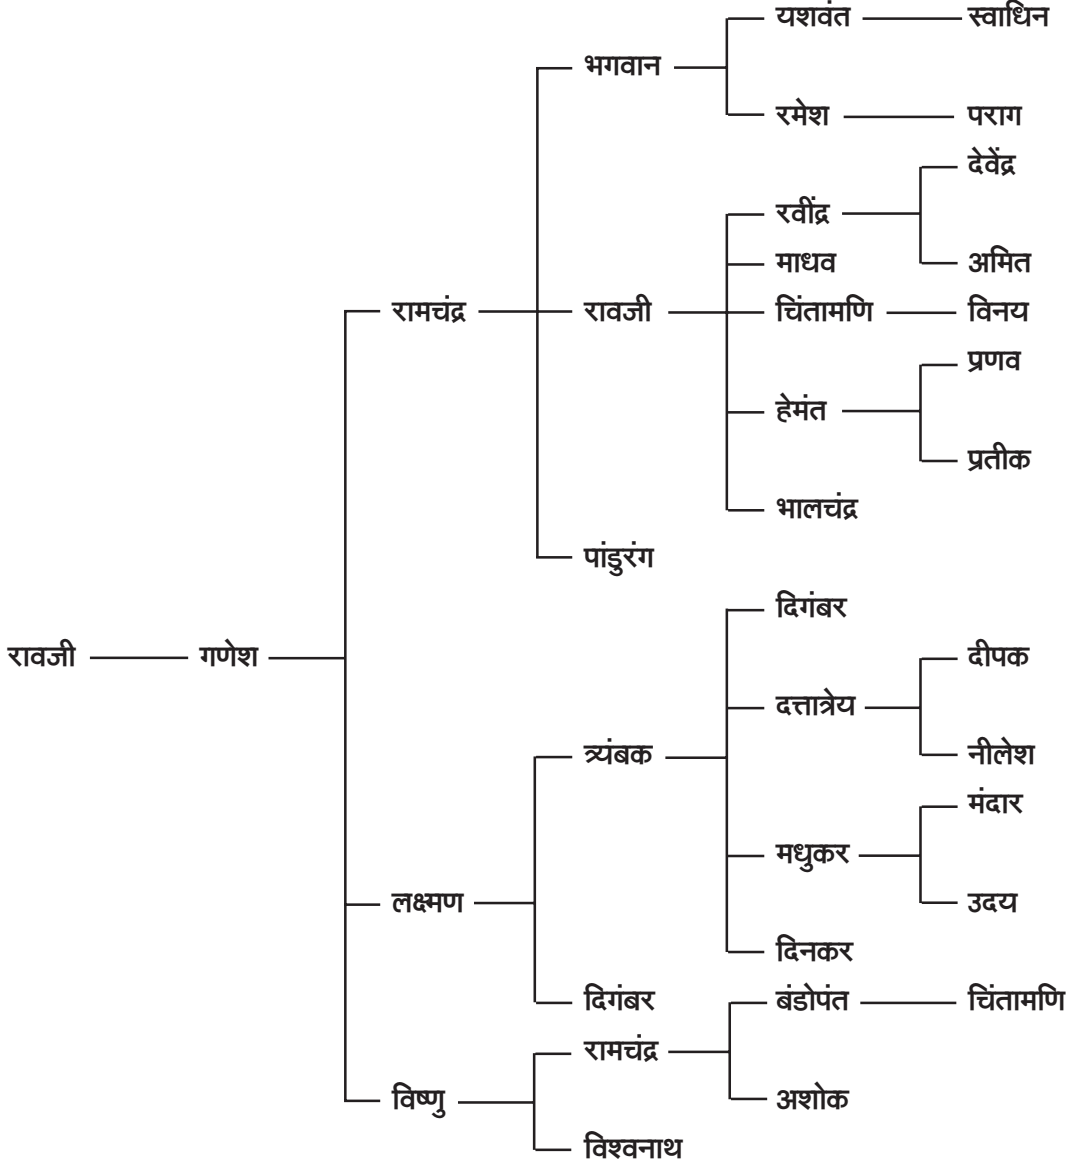 यशवंत स्वाधिन
भगवान
रमेश पराग
देवेंद्र
रवींद्र
माधव अमित
रामचंद्र रावजी चिंतामणि विनय
प्रणव
हेमंत
प्रतीक
भालचंद्र
पांडुरंग
दिगंबर
रावजी गणेश दीपक
दत्तात्रेय
त्र्यंबक नीलेश
मंदार
मधुकर
लक्ष्मण उदय
दिनकर
दिगंबर बंडोपंत चिंतामणि
रामचंद्र
विष्णु अशोक
विश्वनाथ